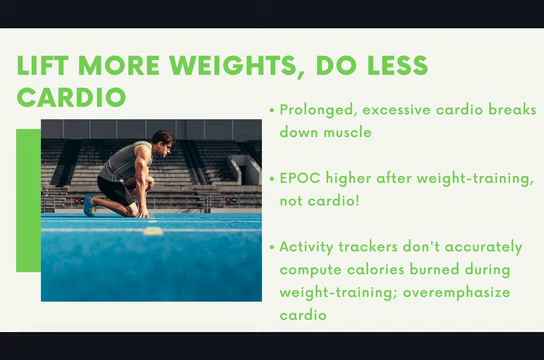 LIFT MORE WEIGHTS, DO LESS
CARDIO
• Prolonged, excessive cardio breaks
down muscle
• EPOC higher after weight-training,
not cardio!
• Activity trackers don't accurately
compute calories burned during
weight-training; overemphasize
cardio